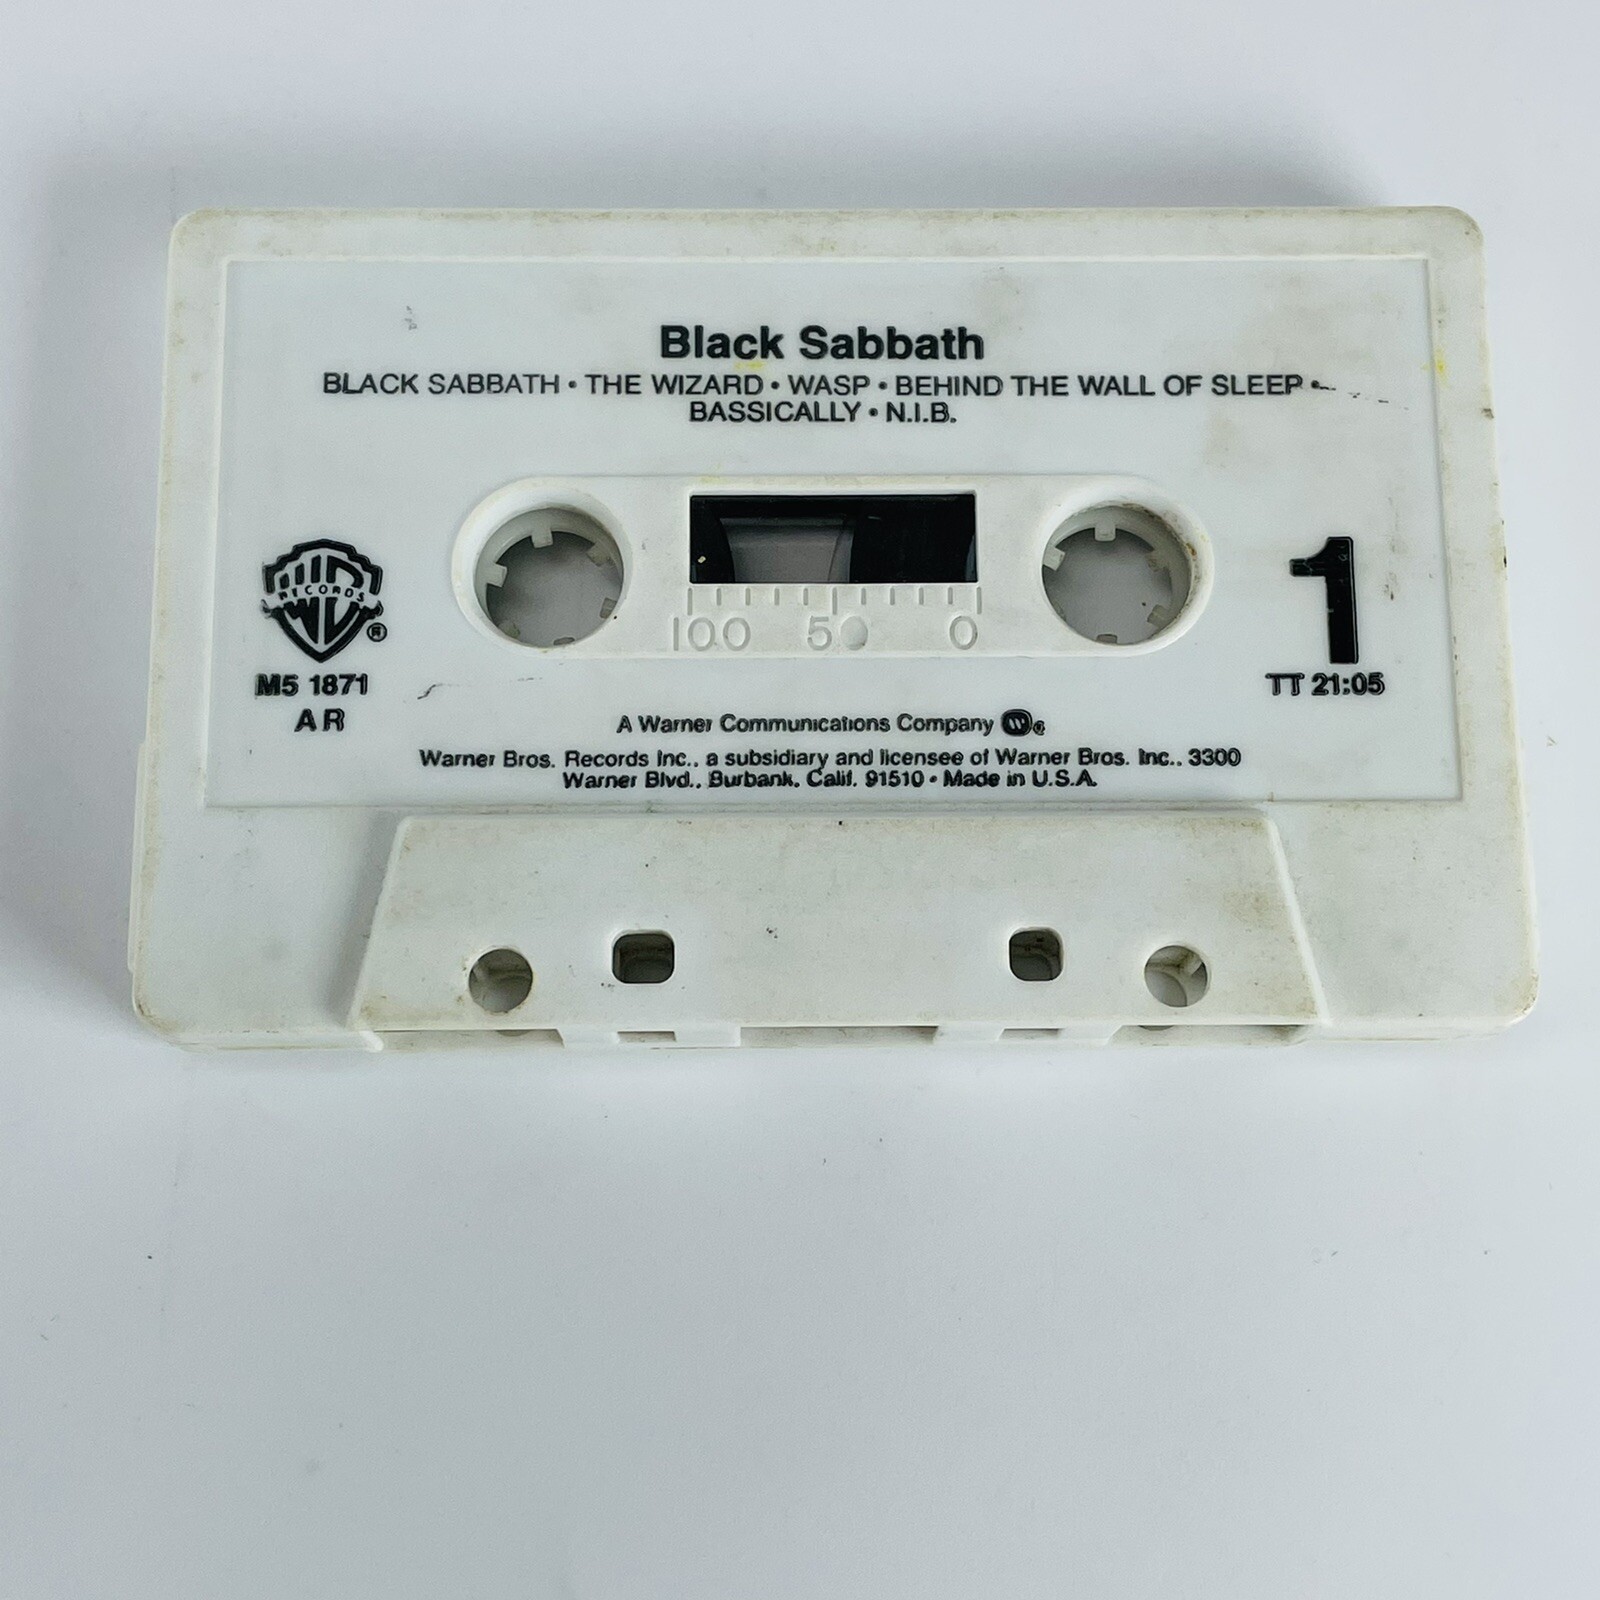 Black Sabbath
BLACK SABBATH • THE WIZARD • WASP • BEHIND THE WALL OF SLEEP •
BASSICALLY • N.I.B.
WB
RECORDS
®
M5 1871
AR
100 50 0
1
TT 21:05
A Warner Communications Company
Warner Bros. Records Inc., a subsidiary and licensee of Warner Bros. Inc., 3300
Warner Blvd., Burbank, Calif. 91510 • Made in U.S.A.